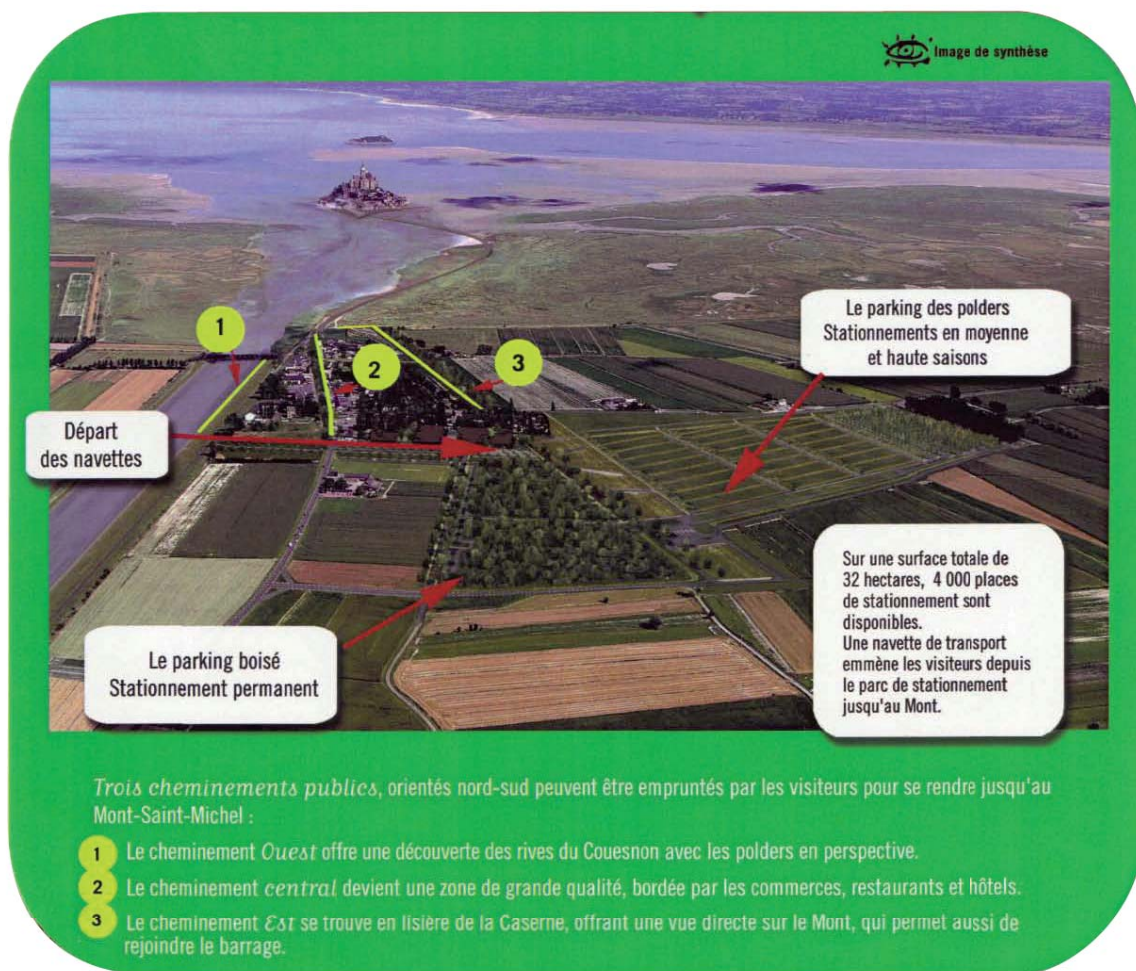 Image de synthèse
1
2
3
Le parking des polders
Stationnements en moyenne
et haute saisons
Départ
des navettes
Le parking boisé
Stationnement permanent
Sur une surface totale de
32 hectares, 4 000 places
de stationnement sont
disponibles.
Une navette de transport
emmène les visiteurs depuis
le parc de stationnement
jusqu'au Mont.
Trois cheminements publics, orientés nord-sud peuvent être empruntés par les visiteurs pour se rendre jusqu'au
Mont-Saint-Michel :
1 Le cheminement Ouest offre une découverte des rives du Couesnon avec les polders en perspective.
2 Le cheminement central devient une zone de grande qualité, bordée par les commerces, restaurants et hôtels.
3 Le cheminement Est se trouve en lisière de la Caserne, offrant une vue directe sur le Mont, qui permet aussi de
rejoindre le barrage.